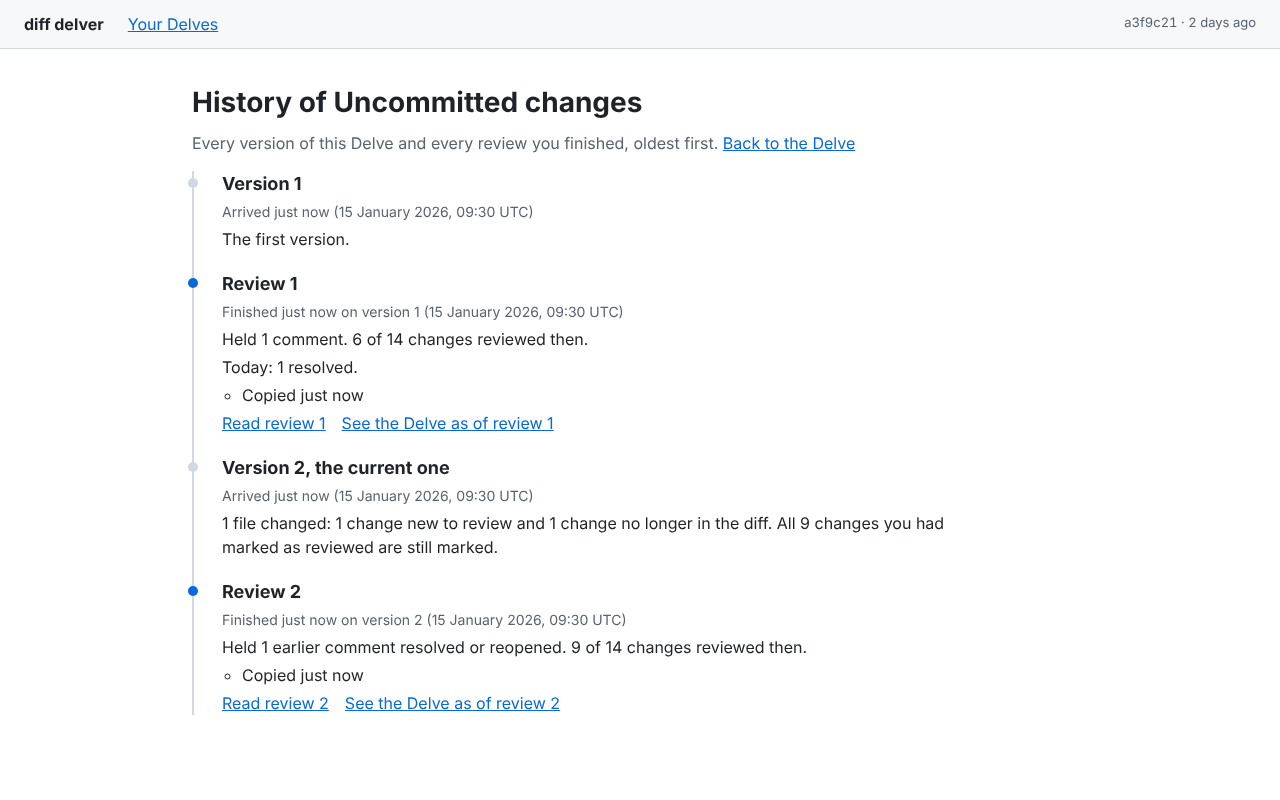 diff delver
Your Delves
a3f9c21 · 2 days ago
History of Uncommitted changes
Every version of this Delve and every review you finished, oldest first. Back to the Delve
Version 1
Arrived just now (15 January 2026, 09:30 UTC)
The first version.
Review 1
Finished just now on version 1 (15 January 2026, 09:30 UTC)
Held 1 comment. 6 of 14 changes reviewed then.
Today: 1 resolved.
Copied just now
Read review 1 See the Delve as of review 1
Version 2, the current one
Arrived just now (15 January 2026, 09:30 UTC)
1 file changed: 1 change new to review and 1 change no longer in the diff. All 9 changes you had
marked as reviewed are still marked.
Review 2
Finished just now on version 2 (15 January 2026, 09:30 UTC)
Held 1 earlier comment resolved or reopened. 9 of 14 changes reviewed then.
Copied just now
Read review 2 See the Delve as of review 2